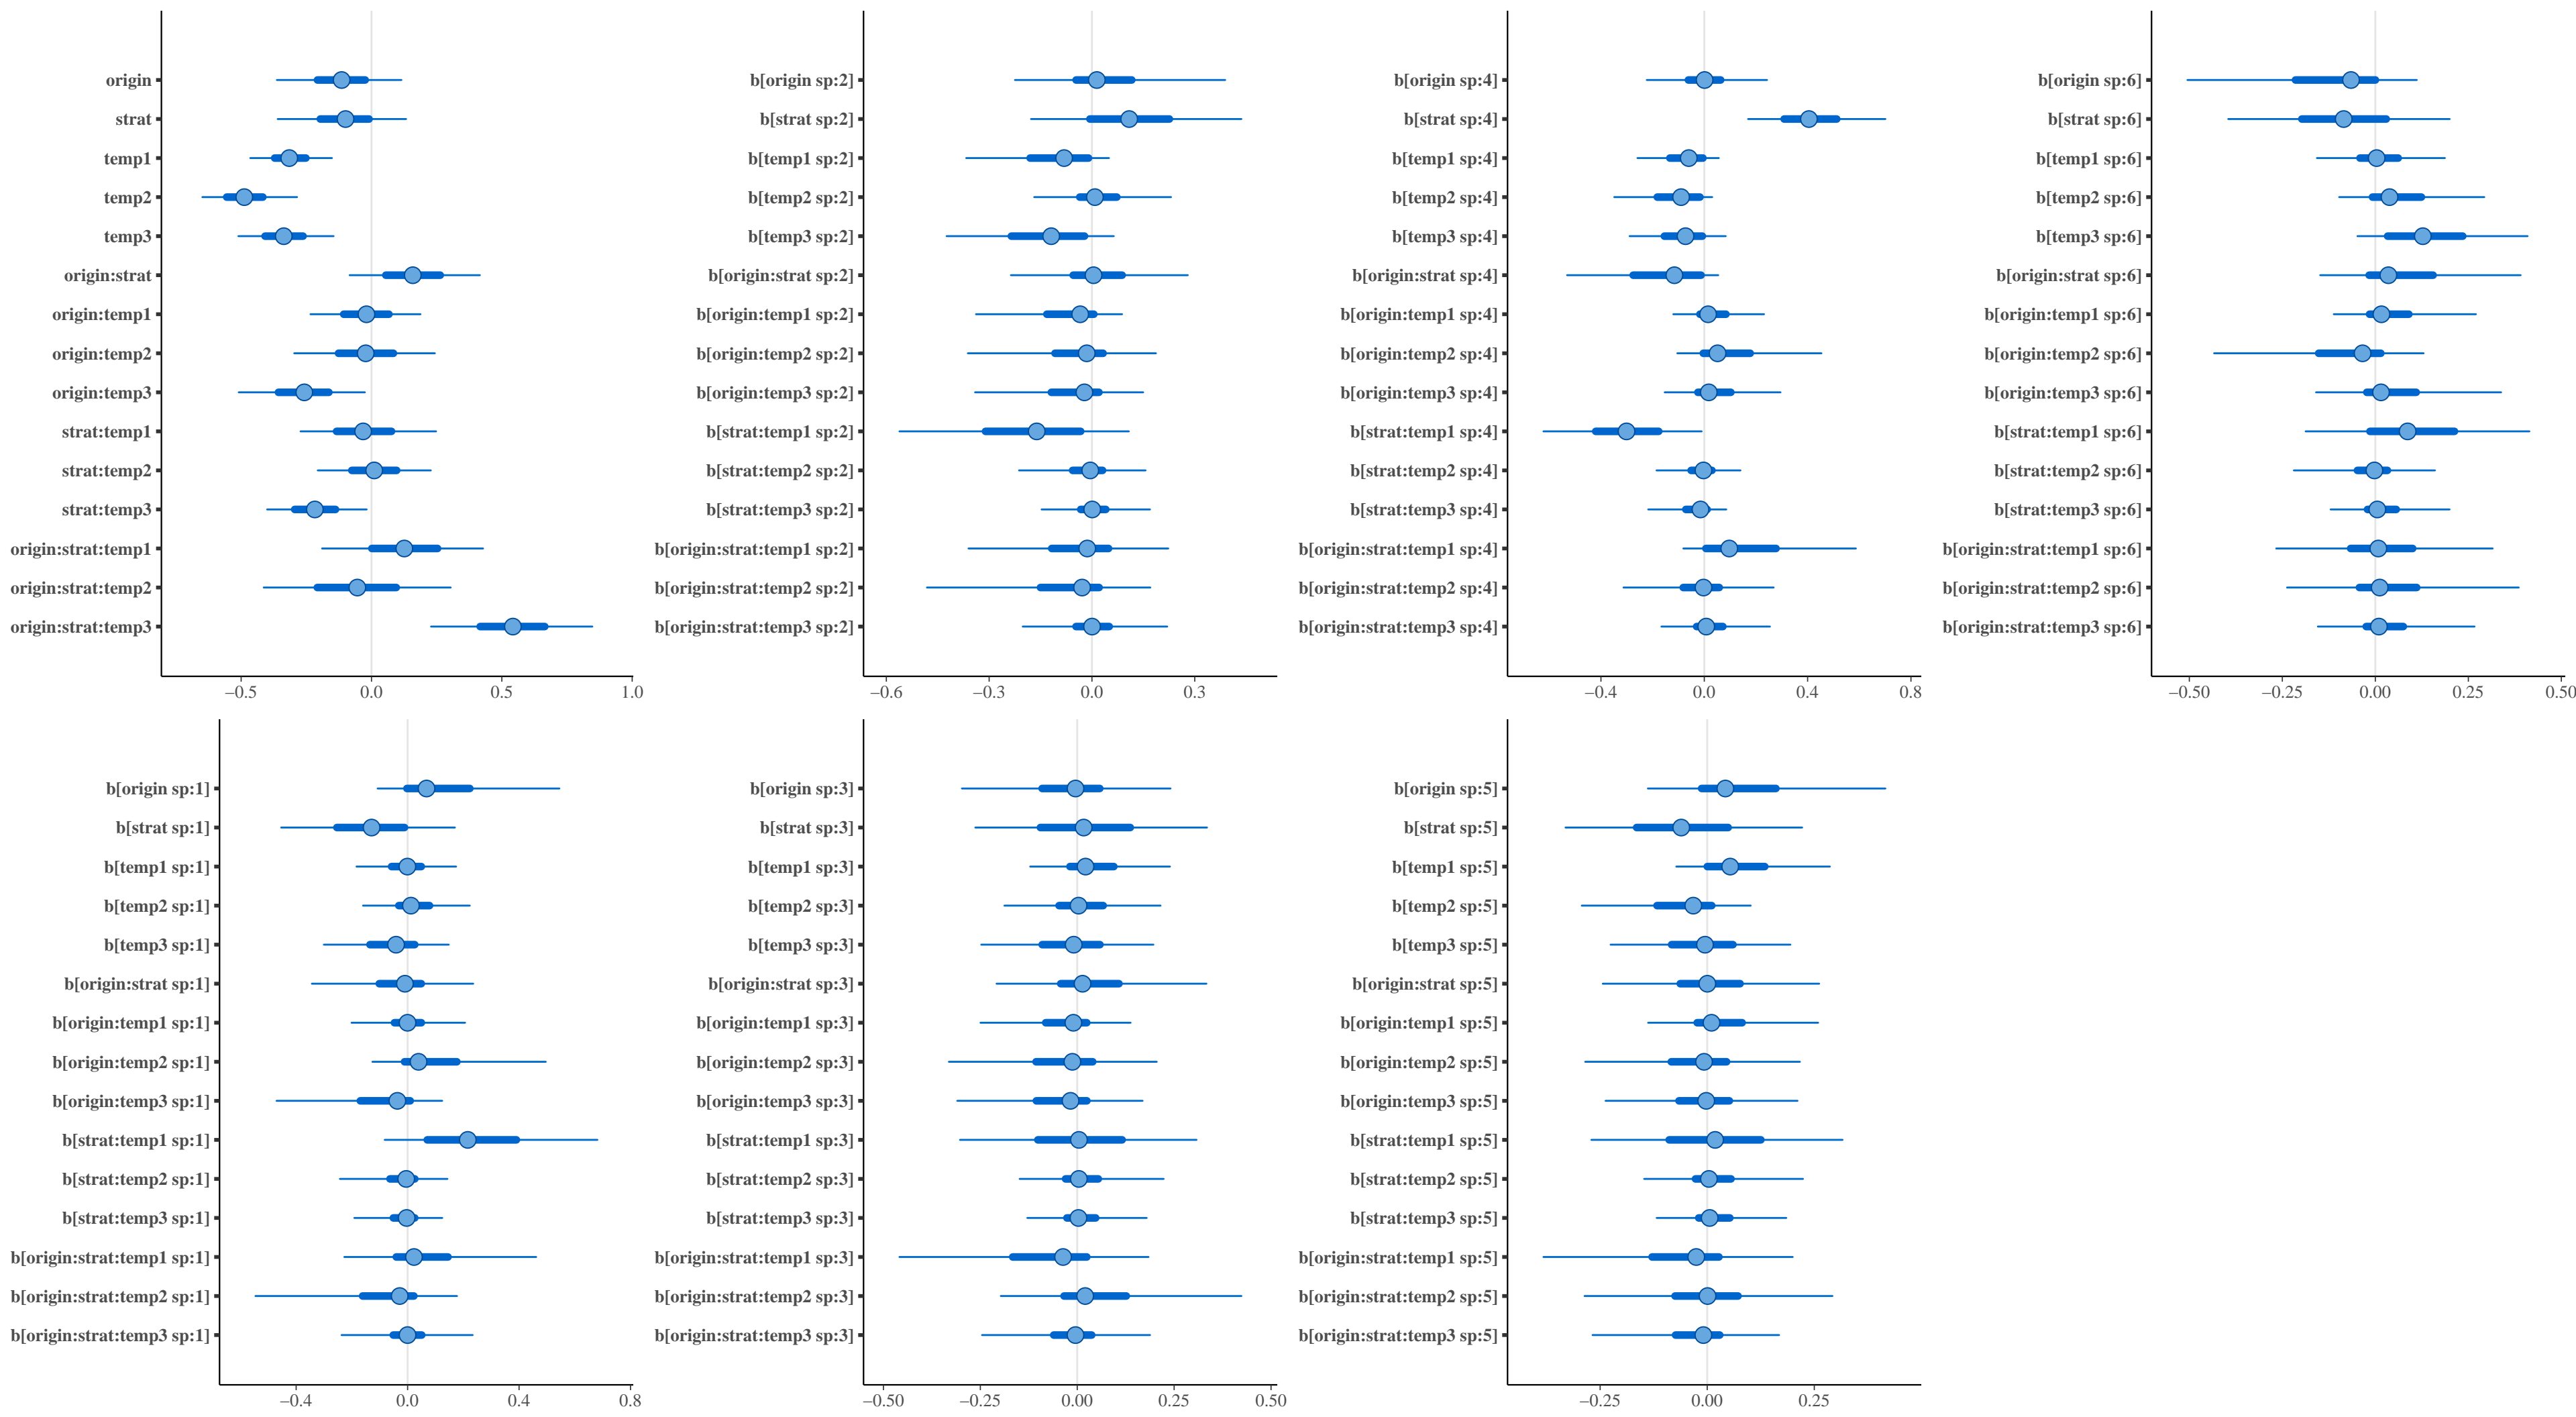 origin
strat
temp1
temp2
temp3
origin:strat
origin:temp1
origin:temp2
origin:temp3
strat:temp1
strat:temp2
strat:temp3
origin:strat:temp1
origin:strat:temp2
origin:strat:temp3
−0.5 0.0 0.5 1.0
b[origin sp:2]
b[strat sp:2]
b[temp1 sp:2]
b[temp2 sp:2]
b[temp3 sp:2]
b[origin:strat sp:2]
b[origin:temp1 sp:2]
b[origin:temp2 sp:2]
b[origin:temp3 sp:2]
b[strat:temp1 sp:2]
b[strat:temp2 sp:2]
b[strat:temp3 sp:2]
b[origin:strat:temp1 sp:2]
b[origin:strat:temp2 sp:2]
b[origin:strat:temp3 sp:2]
−0.6 −0.3 0.0 0.3
b[origin sp:4]
b[strat sp:4]
b[temp1 sp:4]
b[temp2 sp:4]
b[temp3 sp:4]
b[origin:strat sp:4]
b[origin:temp1 sp:4]
b[origin:temp2 sp:4]
b[origin:temp3 sp:4]
b[strat:temp1 sp:4]
b[strat:temp2 sp:4]
b[strat:temp3 sp:4]
b[origin:strat:temp1 sp:4]
b[origin:strat:temp2 sp:4]
b[origin:strat:temp3 sp:4]
−0.4 0.0 0.4 0.8
b[origin sp:6]
b[strat sp:6]
b[temp1 sp:6]
b[temp2 sp:6]
b[temp3 sp:6]
b[origin:strat sp:6]
b[origin:temp1 sp:6]
b[origin:temp2 sp:6]
b[origin:temp3 sp:6]
b[strat:temp1 sp:6]
b[strat:temp2 sp:6]
b[strat:temp3 sp:6]
b[origin:strat:temp1 sp:6]
b[origin:strat:temp2 sp:6]
b[origin:strat:temp3 sp:6]
−0.50 −0.25 0.00 0.25 0.50
b[origin sp:1]
b[strat sp:1]
b[temp1 sp:1]
b[temp2 sp:1]
b[temp3 sp:1]
b[origin:strat sp:1]
b[origin:temp1 sp:1]
b[origin:temp2 sp:1]
b[origin:temp3 sp:1]
b[strat:temp1 sp:1]
b[strat:temp2 sp:1]
b[strat:temp3 sp:1]
b[origin:strat:temp1 sp:1]
b[origin:strat:temp2 sp:1]
b[origin:strat:temp3 sp:1]
−0.4 0.0 0.4 0.8
b[origin sp:3]
b[strat sp:3]
b[temp1 sp:3]
b[temp2 sp:3]
b[temp3 sp:3]
b[origin:strat sp:3]
b[origin:temp1 sp:3]
b[origin:temp2 sp:3]
b[origin:temp3 sp:3]
b[strat:temp1 sp:3]
b[strat:temp2 sp:3]
b[strat:temp3 sp:3]
b[origin:strat:temp1 sp:3]
b[origin:strat:temp2 sp:3]
b[origin:strat:temp3 sp:3]
−0.50 −0.25 0.00 0.25 0.50
b[origin sp:5]
b[strat sp:5]
b[temp1 sp:5]
b[temp2 sp:5]
b[temp3 sp:5]
b[origin:strat sp:5]
b[origin:temp1 sp:5]
b[origin:temp2 sp:5]
b[origin:temp3 sp:5]
b[strat:temp1 sp:5]
b[strat:temp2 sp:5]
b[strat:temp3 sp:5]
b[origin:strat:temp1 sp:5]
b[origin:strat:temp2 sp:5]
b[origin:strat:temp3 sp:5]
−0.25 0.00 0.25